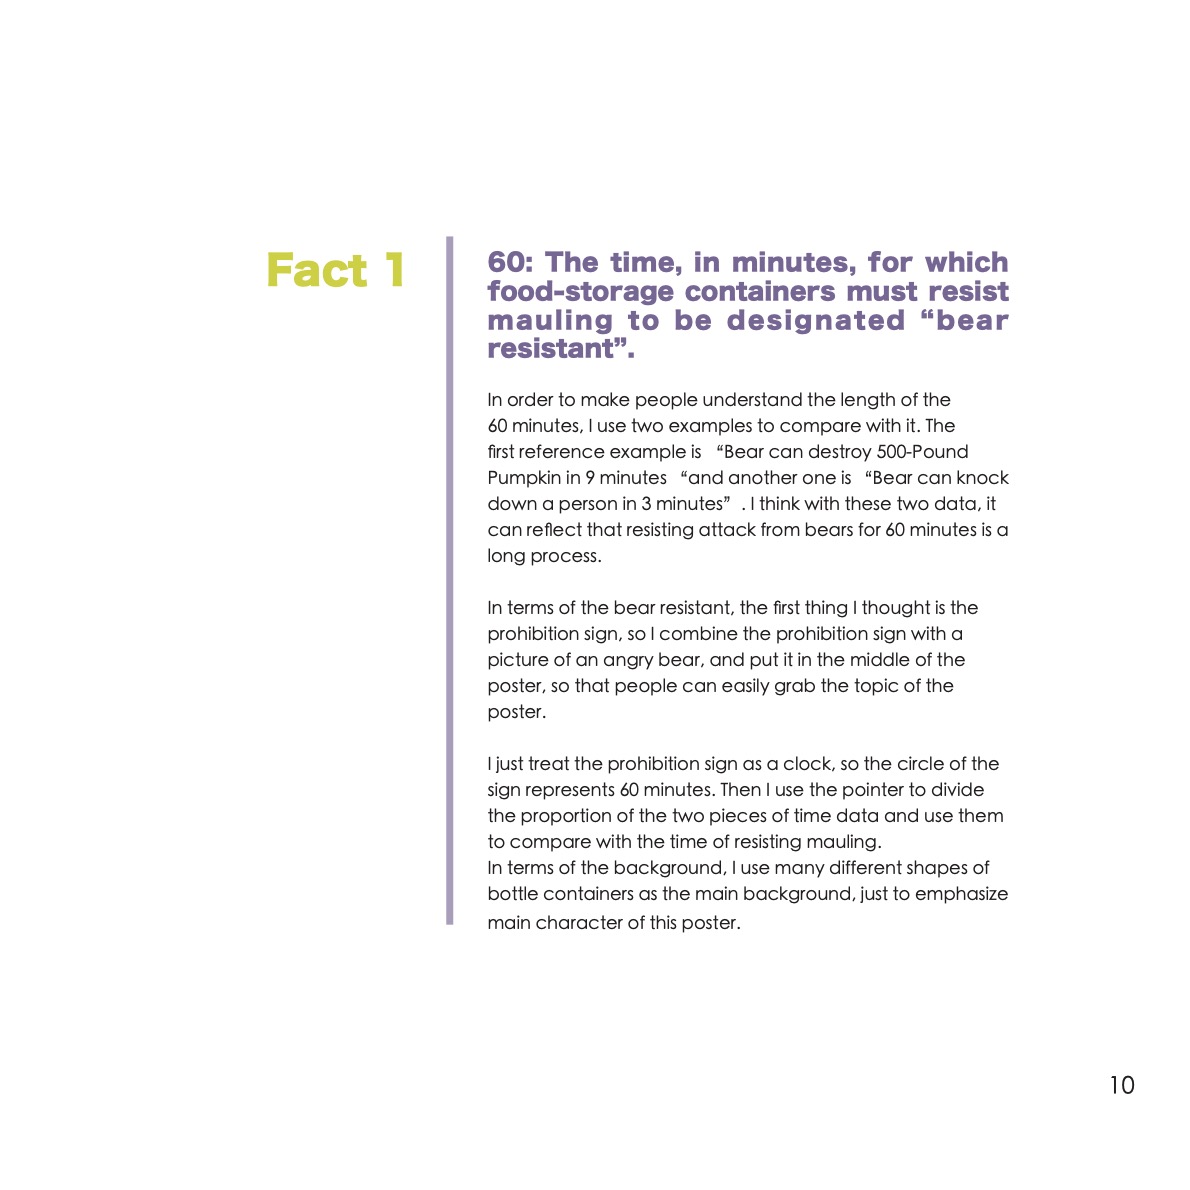 Fact 1
60: The time, in minutes, for which
food-storage containers must resist
mauling to be designated “bear
resistant”.
In order to make people understand the length of the
60 minutes, I use two examples to compare with it. The
first reference example is “Bear can destroy 500-Pound
Pumpkin in 9 minutes “and another one is “Bear can knock
down a person in 3 minutes” . I think with these two data, it
can reflect that resisting attack from bears for 60 minutes is a
long process.
In terms of the bear resistant, the first thing I thought is the
prohibition sign, so I combine the prohibition sign with a
picture of an angry bear, and put it in the middle of the
poster, so that people can easily grab the topic of the
poster.
I just treat the prohibition sign as a clock, so the circle of the
sign represents 60 minutes. Then I use the pointer to divide
the proportion of the two pieces of time data and use them
to compare with the time of resisting mauling.
In terms of the background, I use many different shapes of
bottle containers as the main background, just to emphasize
main character of this poster.
10